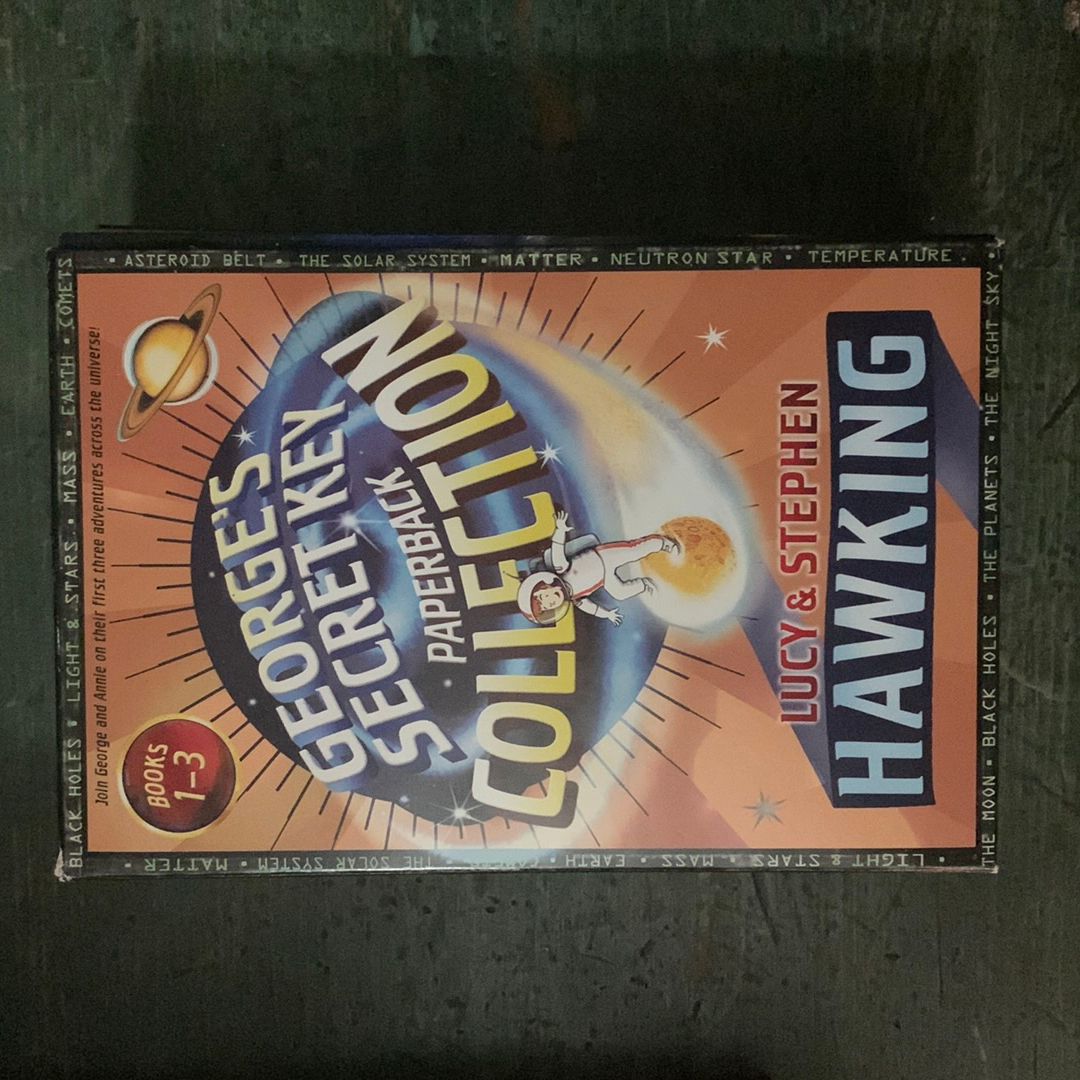 BLACK HOLES • LIGHT & STARS • MASS • EARTH • COMETS
Join George and Annie on their first three adventures across the universe!
BOOKS
1–3
GEORGE'S
SECRET KEY
PAPERBACK
COLLECTION
LUCY & STEPHEN
HAWKING
THE MOON • BLACK HOLES • THE PLANETS • THE NIGHT SKY
• ASTEROID BELT • THE SOLAR SYSTEM • MATTER • NEUTRON STAR • TEMPERATURE •
• LIGHT & STARS • MASS • EARTH • COMETS • THE SOLAR SYSTEM • MATTER •